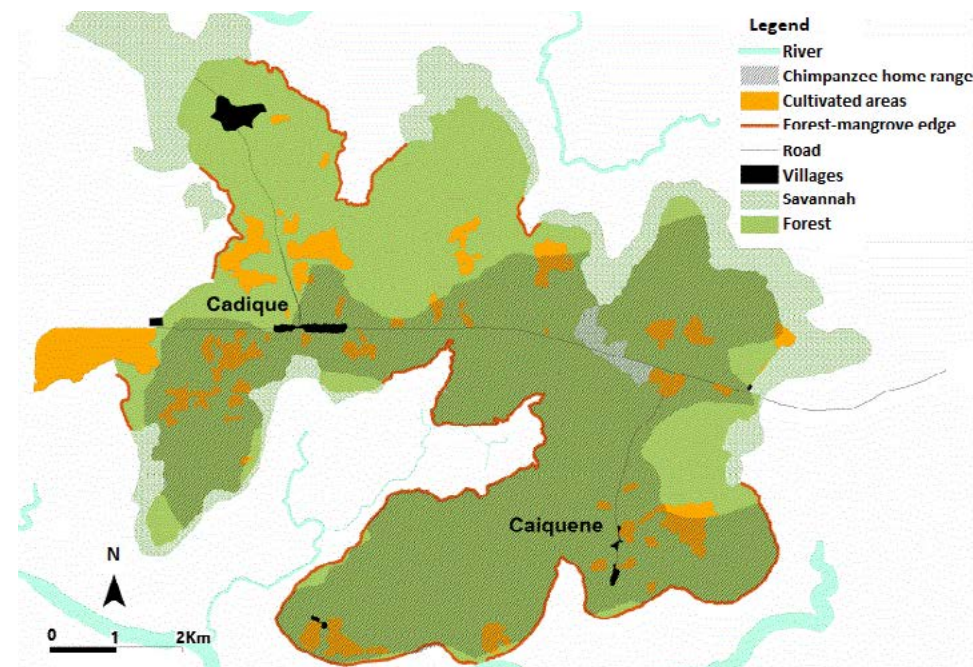 Legend
River
Chimpanzee home range
Cultivated areas
Forest-mangrove edge
Road
Villages
Savannah
Forest
Cadique
Caiquene
N
0 1 2Km